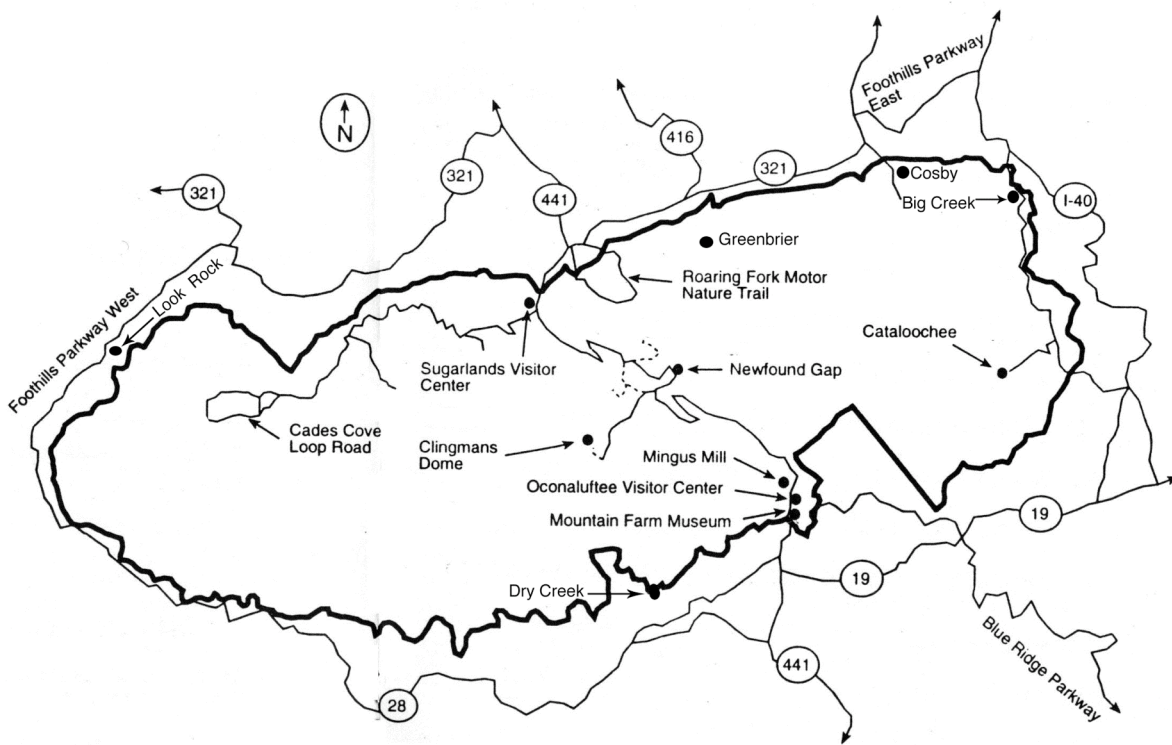 Foothills Parkway
East
N
416
321
321
441
321
Cosby
Big Creek
I-40
Greenbrier
Roaring Fork Motor
Nature Trail
Look Rock
Foothills Parkway West
Cataloochee
Sugarlands Visitor
Center
Newfound Gap
Cades Cove
Loop Road
Clingmans
Dome
Mingus Mill
Oconaluftee Visitor Center
Mountain Farm Museum
19
19
Dry Creek
Blue Ridge Parkway
441
28